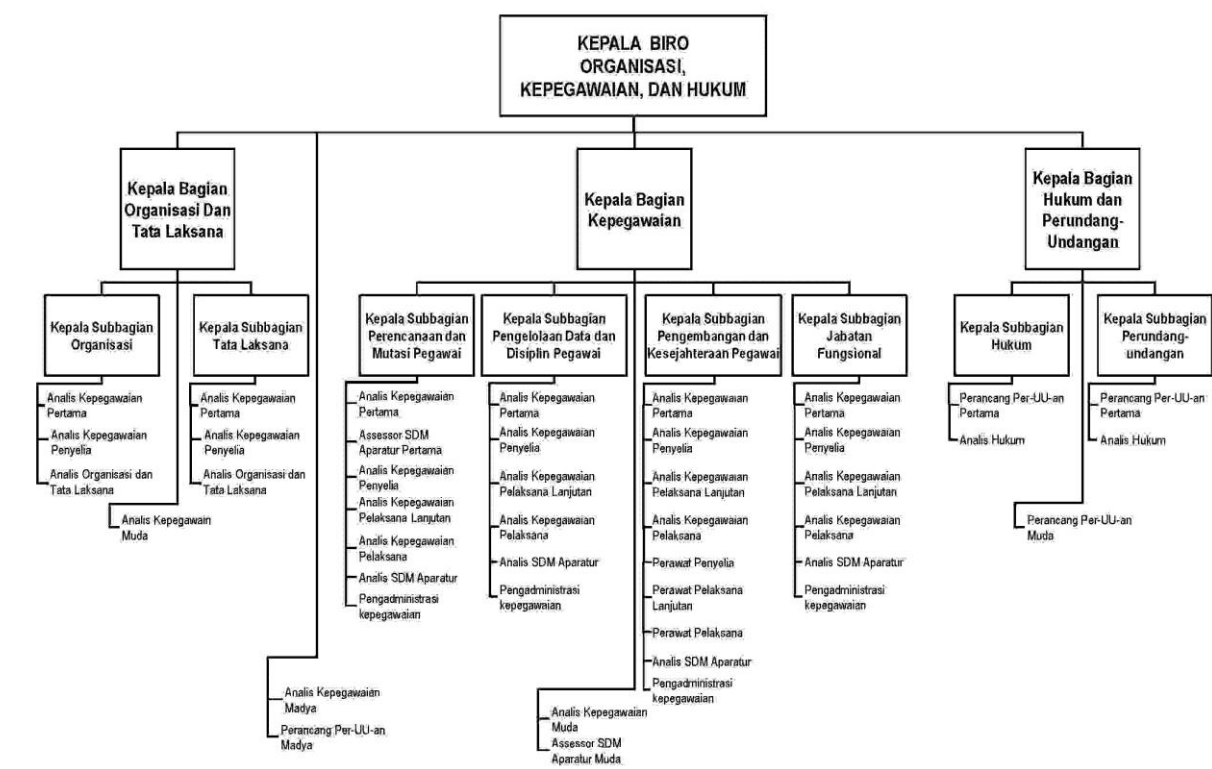 KEPALA BIRO
ORGANISASI,
KEPEGAWAIAN, DAN HUKUM
Kepala Bagian
Organisasi Dan
Tata Laksana
Kepala Bagian
Kepegawaian
Kepala Bagian
Hukum dan
Perundang-
Undangan
Kepala Subbagian
Organisasi
Kepala Subbagian
Tata Laksana
Kepala Subbagian
Perencanaan dan
Mutasi Pegawai
Kepala Subbagian
Pengelolaan Data dan
Disiplin Pegawai
Kepala Subbagian
Pengembangan dan
Kesejahteraan Pegawai
Kepala Subbagian
Jabatan
Fungsional
Kepala Subbagian
Hukum
Kepala Subbagian
Perundang-
undangan
Analis Kepegawaian
Pertama
Analis Kepegawaian
Penyelia
Analis Organisasi dan
Tata Laksana
Analis Kepegawaian
Pertama
Analis Kepegawaian
Penyelia
Analis Organisasi dan
Tata Laksana
Analis Kepegawain
Muda
Analis Kepegawaian
Pertama
Assessor SDM
Aparatur Pertama
Analis Kepegawaian
Penyelia
Analis Kepegawaian
Pelaksana Lanjutan
Analis Kepegawaian
Pelaksana
Analis SDM Aparatur
Pengadministrasi
kepegawaian
Analis Kepegawaian
Pertama
Analis Kepegawaian
Penyelia
Analis Kepegawaian
Pelaksana Lanjutan
Analis Kepegawaian
Pelaksana
Analis SDM Aparatur
Pengadministrasi
kepegawaian
Analis Kepegawaian
Pertama
Analis Kepegawaian
Penyelia
Analis Kepegawaian
Pelaksana Lanjutan
Analis Kepegawaian
Pelaksana
Perawat Penyelia
Perawat Pelaksana
Lanjutan
Perawat Pelaksana
Analis SDM Aparatur
Pengadministrasi
kepegawaian
Analis Kepegawaian
Pertama
Analis Kepegawaian
Penyelia
Analis Kepegawaian
Pelaksana Lanjutan
Analis Kepegawaian
Pelaksana
Analis SDM Aparatur
Pengadministrasi
kepegawaian
Perancang Per-UU-an
Pertama
Analis Hukum
Perancang Per-UU-an
Pertama
Analis Hukum
Perancang Per-UU-an
Muda
Analis Kepegawaian
Madya
Perancang Per-UU-an
Madya
Analis Kepegawaian
Muda
Assessor SDM
Aparatur Muda